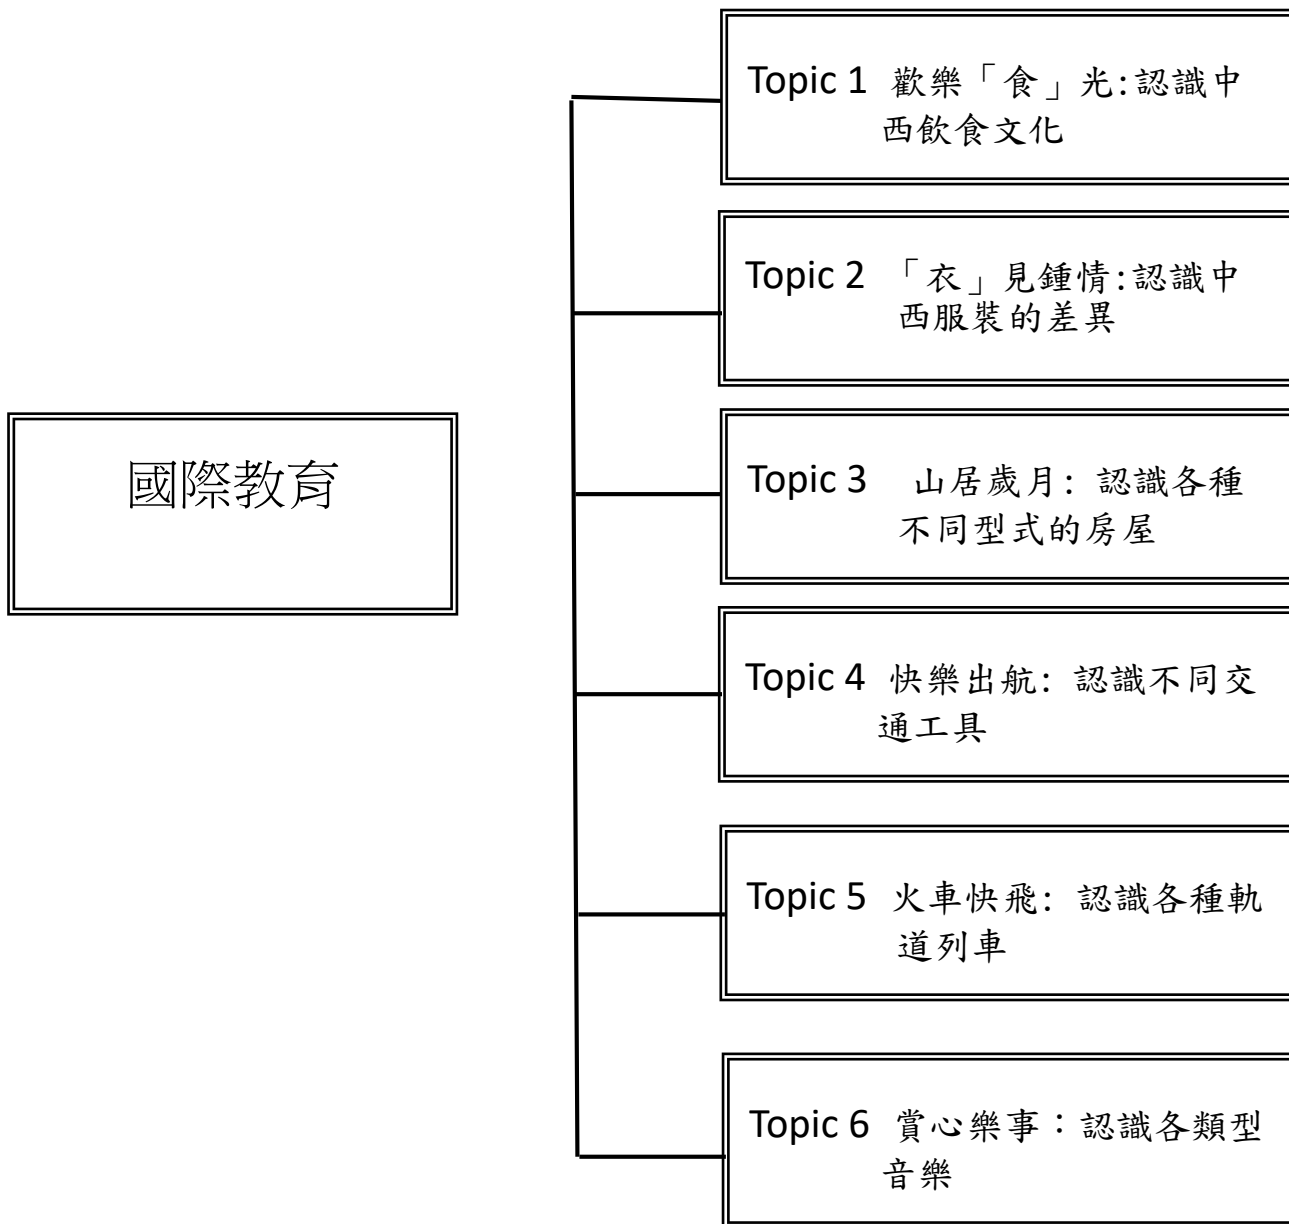 Topic 1 歡樂「食」光:認識中
西飲食文化
Topic 2 「衣」見鍾情:認識中
西服裝的差異
國際教育
Topic 3 山居歲月: 認識各種
不同型式的房屋
Topic 4 快樂出航: 認識不同交
通工具
Topic 5 火車快飛: 認識各種軌
道列車
Topic 6 賞心樂事：認識各類型
音樂